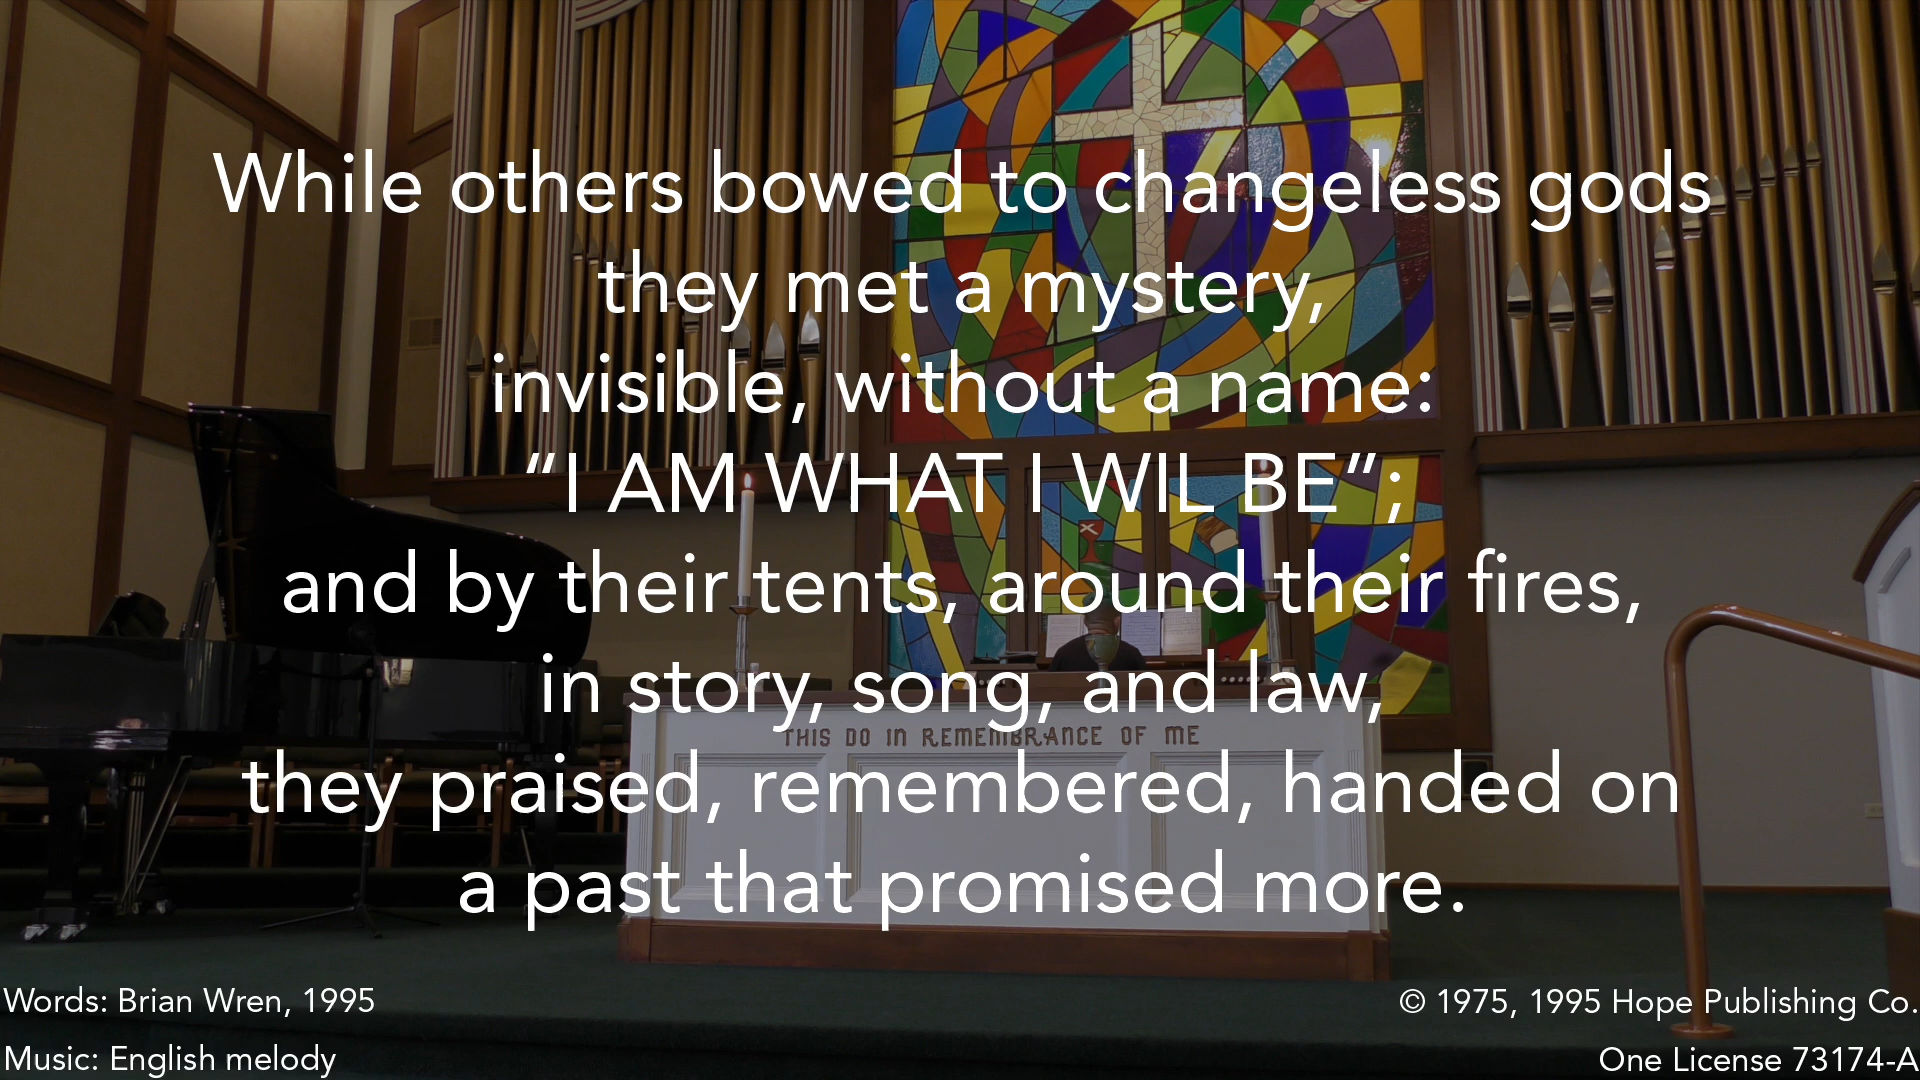 While others bowed to changeless gods
they met a mystery,
invisible, without a name:
“I AM WHAT I WIL BE”;
and by their tents, around their fires,
in story, song, and law,
THIS DO IN REMEMBRANCE OF ME
they praised, remembered, handed on
a past that promised more.
Words: Brian Wren, 1995
© 1975, 1995 Hope Publishing Co.
Music: English melody
One License 73174-A